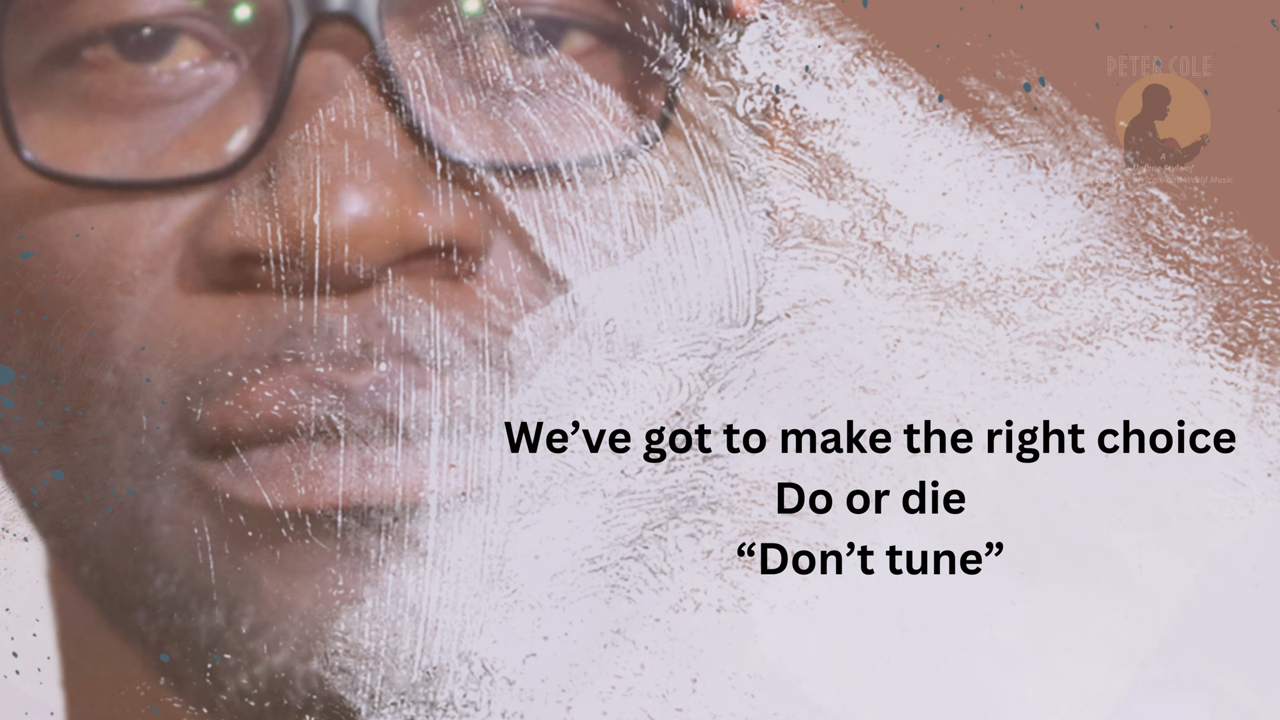 PETER COLE
A
We’ve got to make the right choice
Do or die
“Don’t tune”